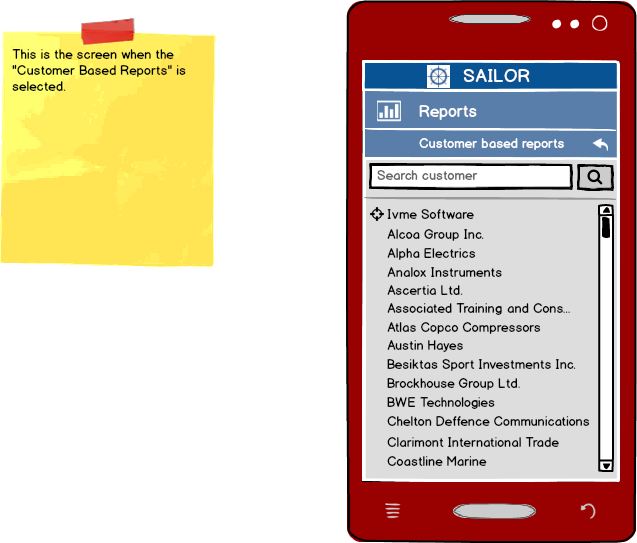 This is the screen when the
"Customer Based Reports" is
selected.
SAILOR
Reports
Customer based reports
Search customer
Ivme Software
Alcoa Group Inc.
Alpha Electrics
Analox Instruments
Ascertia Ltd.
Associated Training and Cons...
Atlas Copco Compressors
Austin Hayes
Besiktas Sport Investments Inc.
Brockhouse Group Ltd.
BWE Technologies
Chelton Deffence Communications
Clarimont International Trade
Coastline Marine